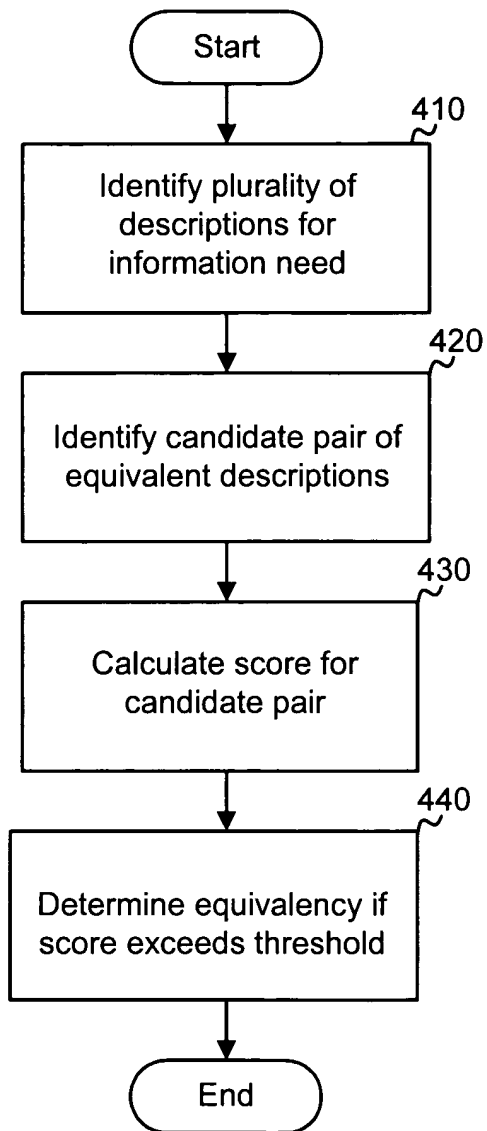 Start
410
Identify plurality of
descriptions for
information need
420
Identify candidate pair of
equivalent descriptions
430
Calculate score for
candidate pair
440
Determine equivalency if
score exceeds threshold
End